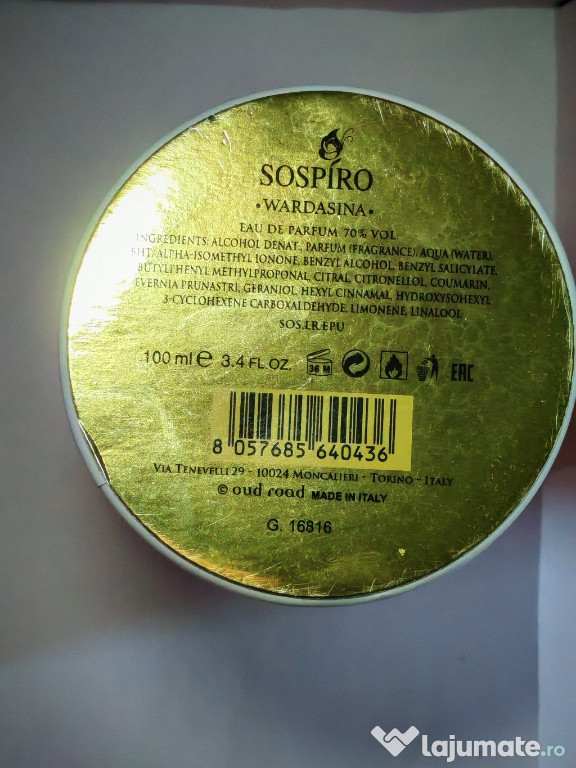 SOSPIRO
•WARDASINA•
EAU DE PARFUM 70% VOL
INGREDIENTS: ALCOHOL DENAT., PARFUM (FRAGRANCE), AQUA (WATER),
BHT, ALPHA-ISOMETHYL IONONE, BENZYL ALCOHOL, BENZYL SALICYLATE,
BUTYLPHENYL METHYLPROPONAL, CITRAL, CITRONELLOL, COUMARIN,
EVERNIA PRUNASTRI, GERANIOL, HEXYL CINNAMAL, HYDROXYSOHEXYL
3-CYCLOHEXENE CARBOXALDEHYDE, LIMONENE, LINALOOL
SOS.LR.EPU
100 ml e 3.4 FL.OZ. 36 M EAC
8 057685 640436
VIA TENEVELLI 29 - 10024 MONCALIERI - TORINO - ITALY
© oud road MADE IN ITALY
G. 16816
lajumate.ro